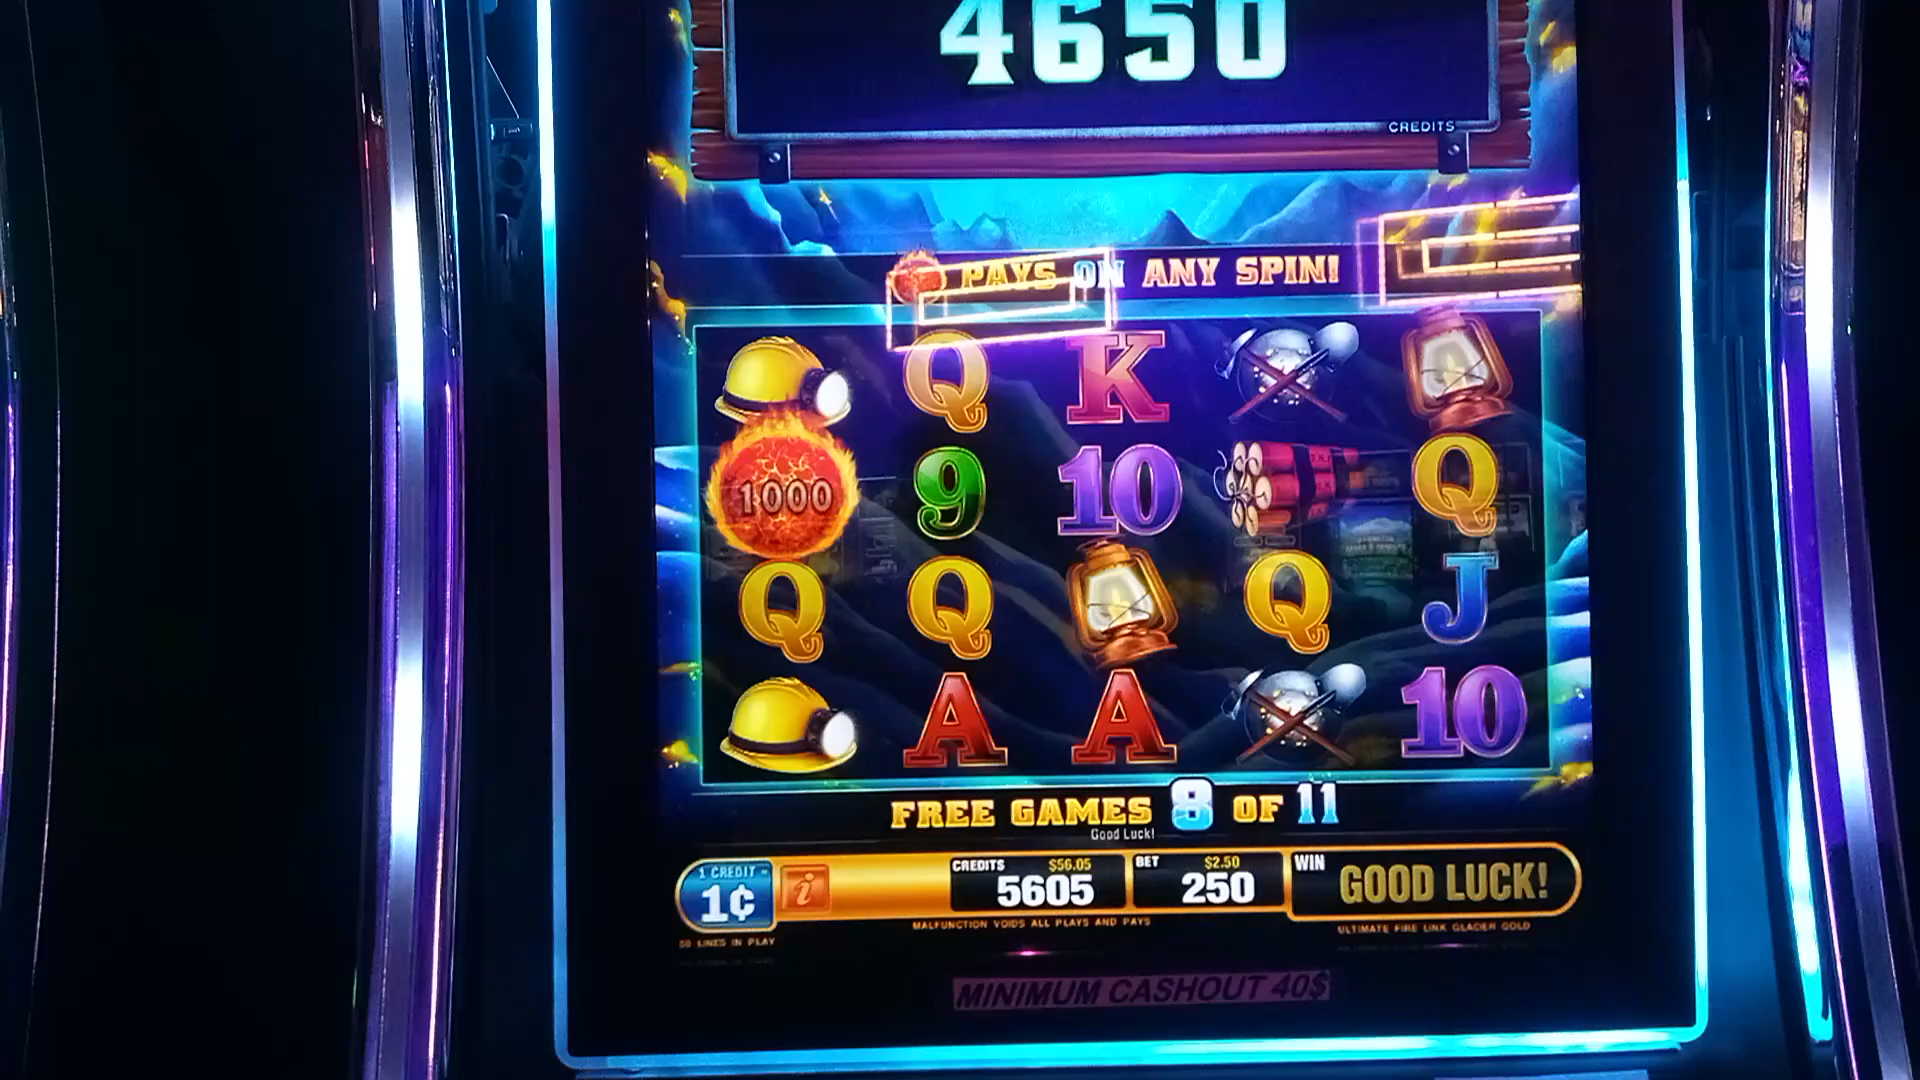 4650
CREDITS
PAYS ON ANY SPIN!
Q K
1000 9 10 Q
Q Q Q J
A A 10
FREE GAMES 8 OF 11
Good Luck!
1 CREDIT =
1¢
i
CREDITS $56.05
5605
BET $2.50
250
WIN GOOD LUCK!
50 LINES IN PLAY
MALFUNCTION VOIDS ALL PLAYS AND PAYS
ULTIMATE FIRE LINK GLACIER GOLD
MINIMUM CASHOUT 40$